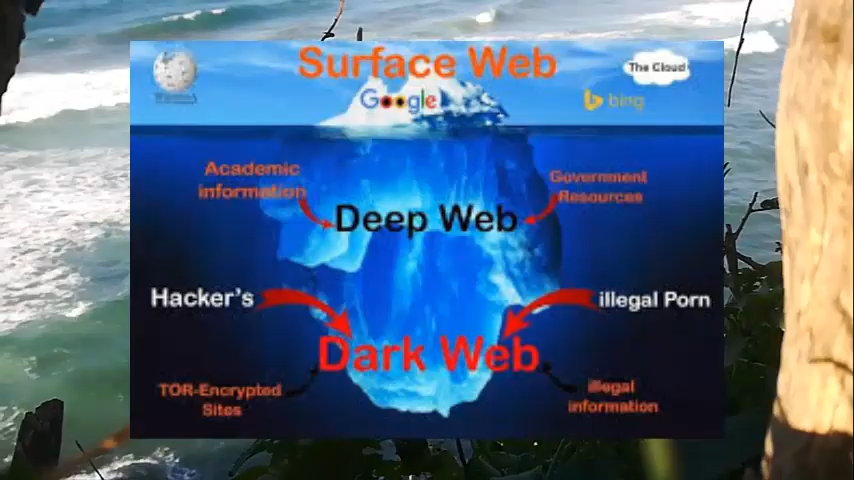 Surface Web
The Cloud
Google
bing
Academic
information
Government
Resources
Deep Web
Hacker's
illegal Porn
Dark Web
TOR-Encrypted
Sites
illegal
information